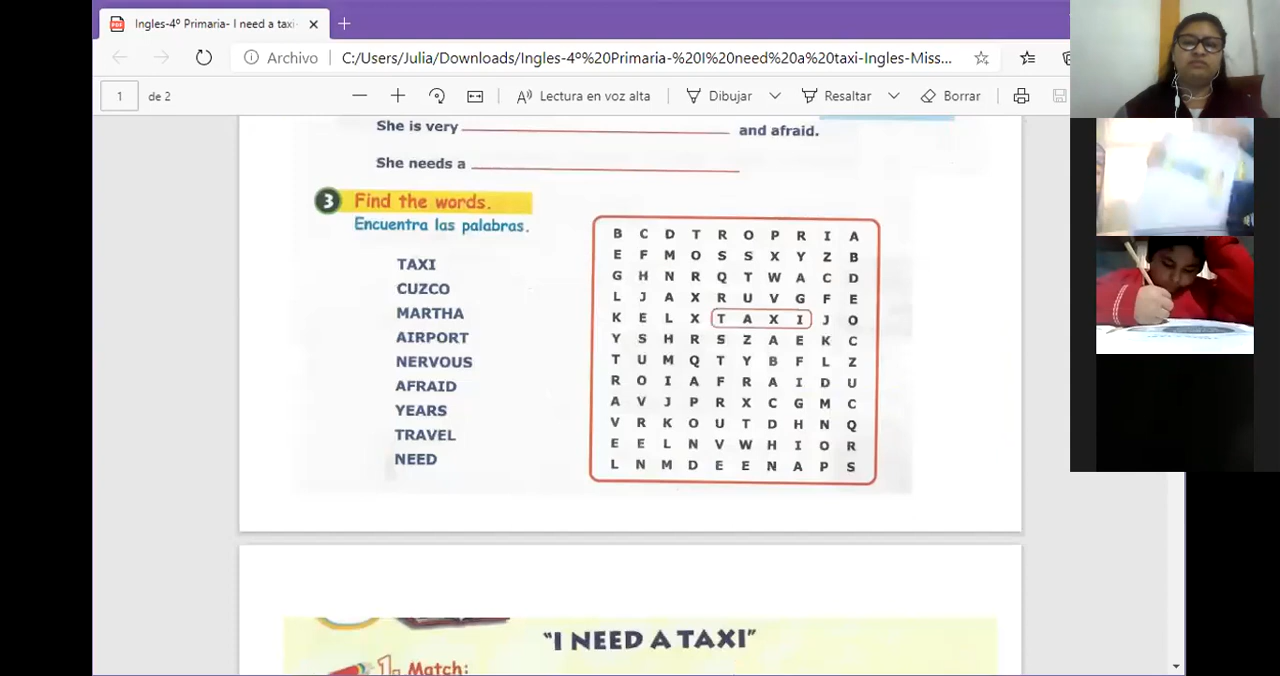 Ingles-4º Primaria- I need a taxi
1 de 2
Archivo
C:/Users/Julia/Downloads/Ingles-4º%20Primaria-%20I%20need%20a%20taxi-Ingles-Miss...
Lectura en voz alta
Dibujar
Resaltar
Borrar
She is very and afraid.
She needs a
3 Find the words.
Encuentra las palabras.
TAXI
CUZCO
MARTHA
AIRPORT
NERVOUS
AFRAID
YEARS
TRAVEL
NEED
B C D T R O P R I A
E F M O S S X Y Z B
G H N R Q T W A C D
L J A X R U V G F E
K E L X T A X I J O
Y S H R S Z A E K C
T U M Q T Y B F L Z
R O I A F R A I D U
A V J P R X C G M C
V R K O U T D H N Q
E E L N V W H I O R
L N M D E E N A P S
"I NEED A TAXI"
1. Match: